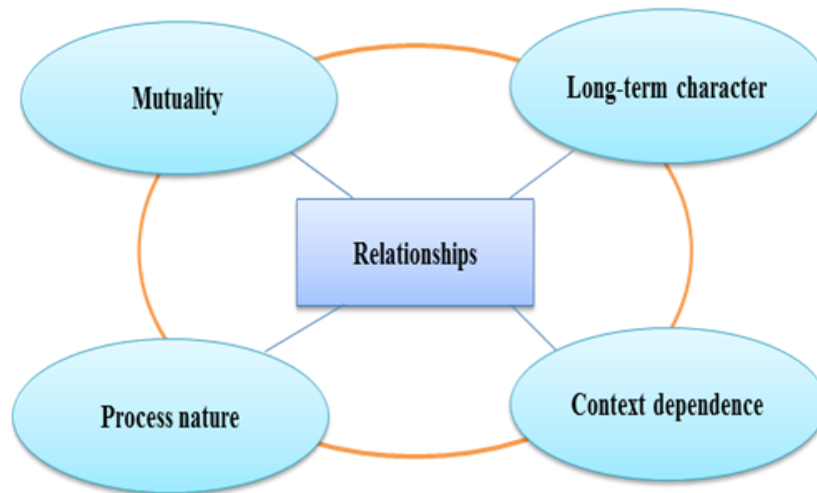 Mutuality
Long-term character
Relationships
Process nature
Context dependence